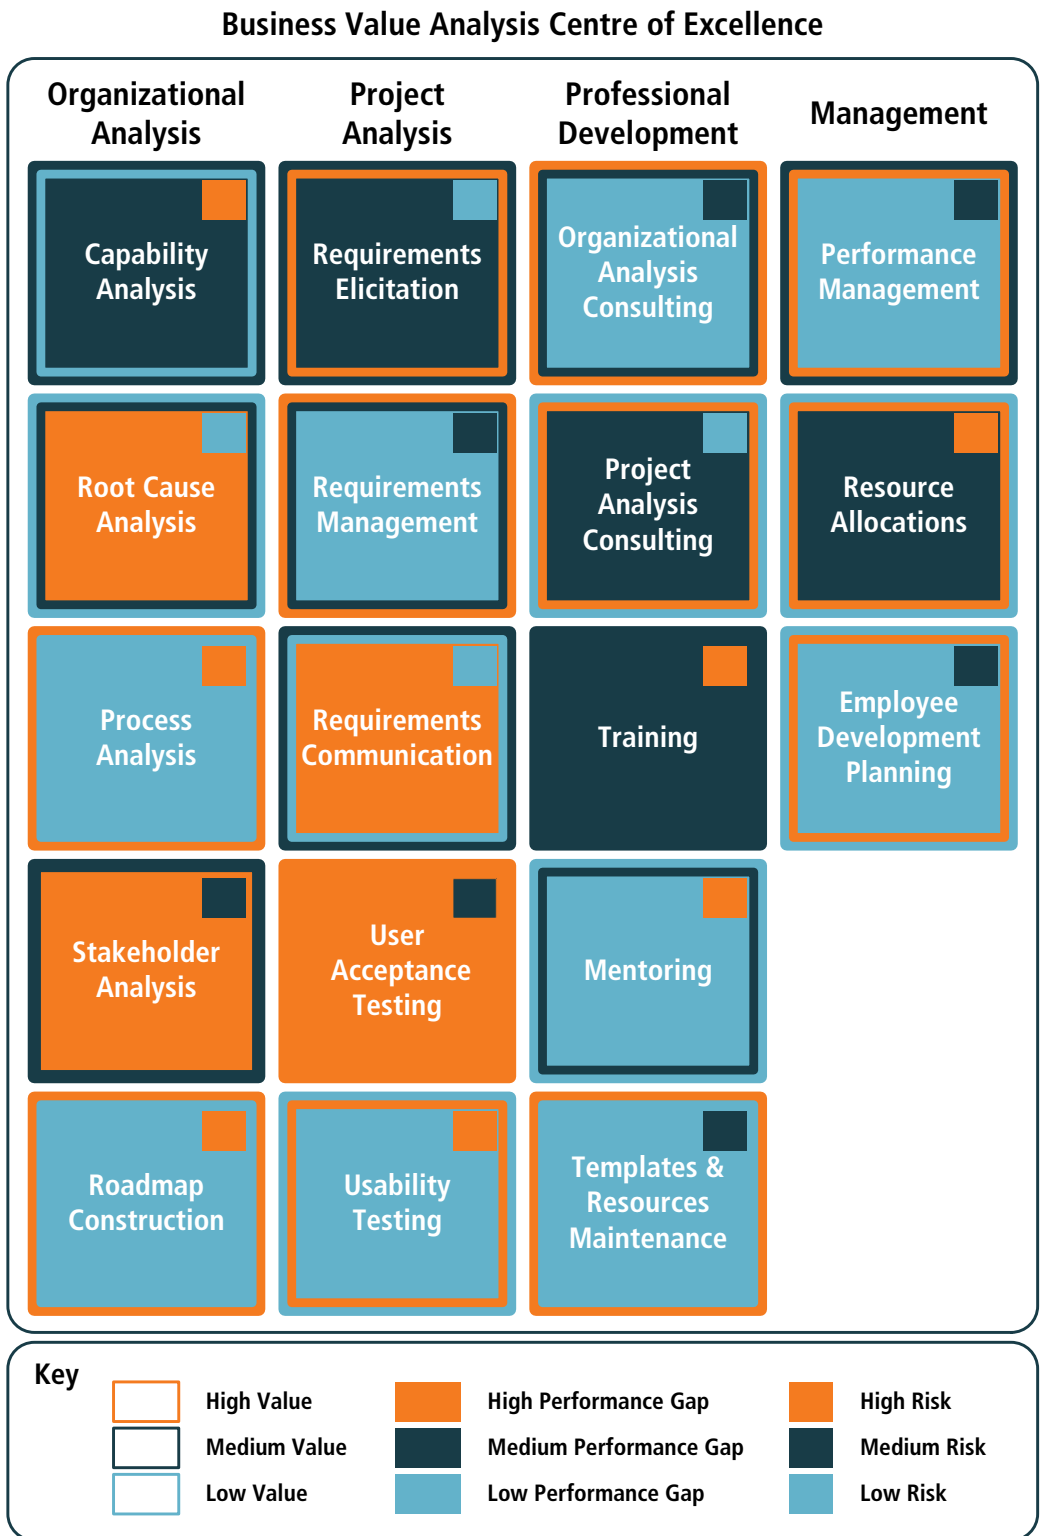 Business Value Analysis Centre of Excellence
Organizational
Analysis
Project
Analysis
Professional
Development
Management
Capability
Analysis
Requirements
Elicitation
Organizational
Analysis
Consulting
Performance
Management
Root Cause
Analysis
Requirements
Management
Project
Analysis
Consulting
Resource
Allocations
Process
Analysis
Requirements
Communication
Training
Employee
Development
Planning
Stakeholder
Analysis
User
Acceptance
Testing
Mentoring
Roadmap
Construction
Usability
Testing
Templates &
Resources
Maintenance
Key
High Value
High Performance Gap
High Risk
Medium Value
Medium Performance Gap
Medium Risk
Low Value
Low Performance Gap
Low Risk